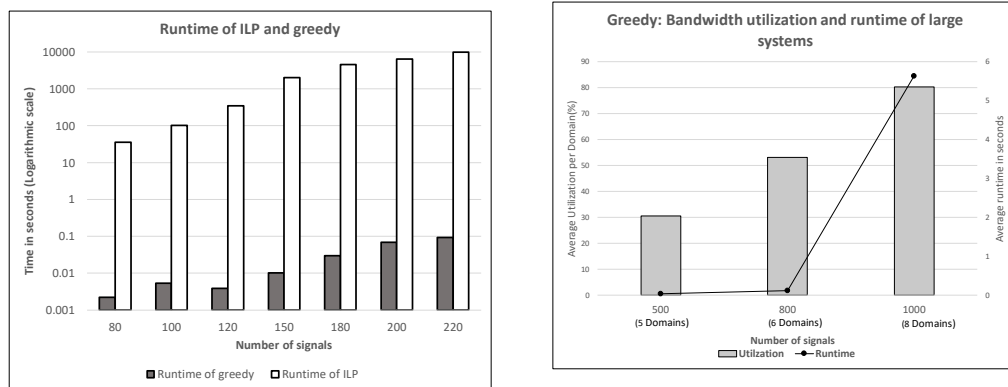 Runtime of ILP and greedy
Time in seconds (Logarithmic scale)
10000
1000
100
10
1
0.1
0.01
0.001
80 100 120 150 180 200 220
Number of signals
Runtime of greedy Runtime of ILP
Greedy: Bandwidth utilization and runtime of large
systems
Average Utilization per Domain(%)
90
80
70
60
50
40
30
20
10
0
6
5
4
3
2
1
0
Average runtime in seconds
500 800 1000
(5 Domains) (6 Domains) (8 Domains)
Number of signals
Utilzation Runtime